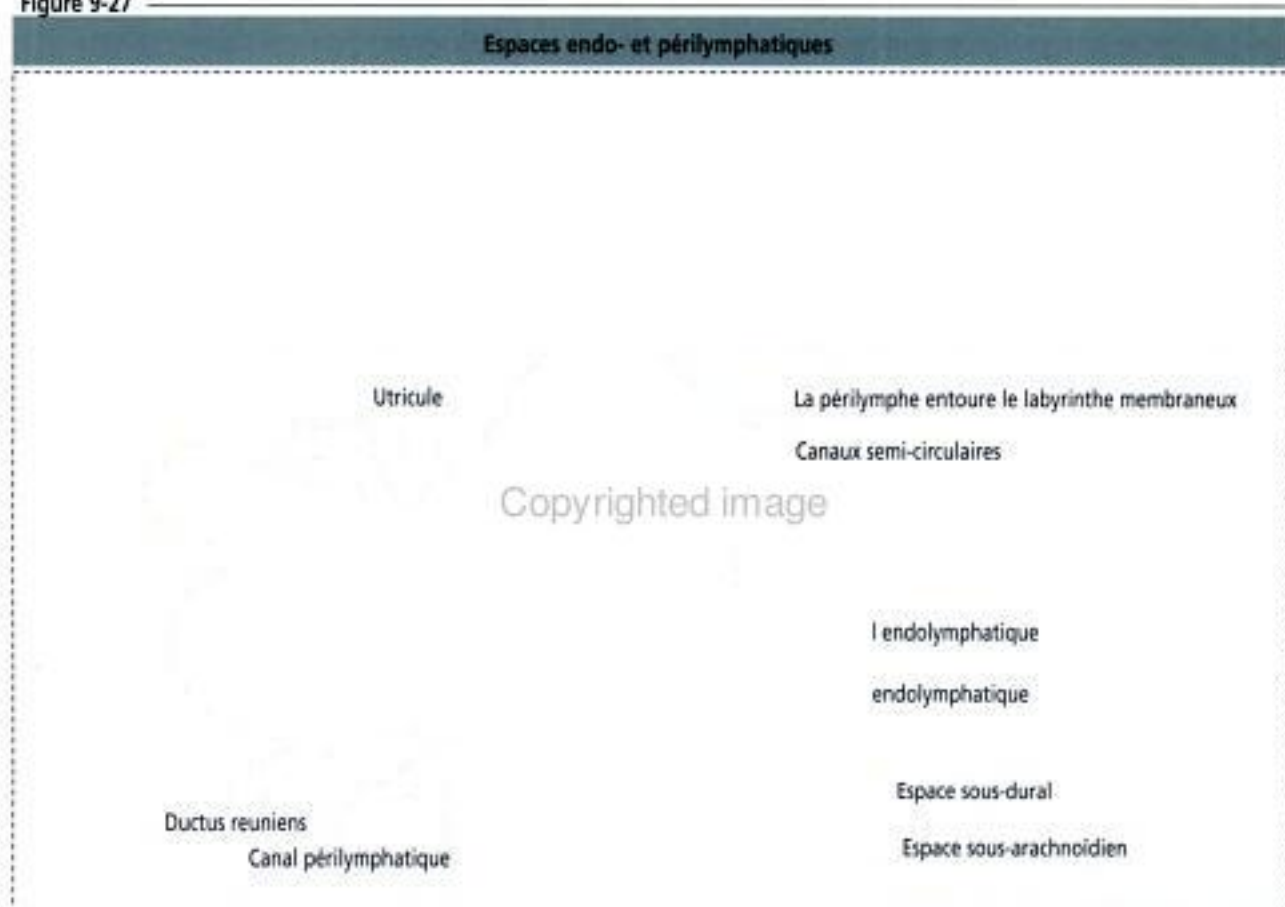 Figure 9-27
Espaces endo- et périlymphatiques
Utricule
La périlymphe entoure le labyrinthe membraneux
Canaux semi-circulaires
Copyrighted image
l endolymphatique
endolymphatique
Espace sous-dural
Ductus reuniens
Espace sous-arachnoïdien
Canal périlymphatique